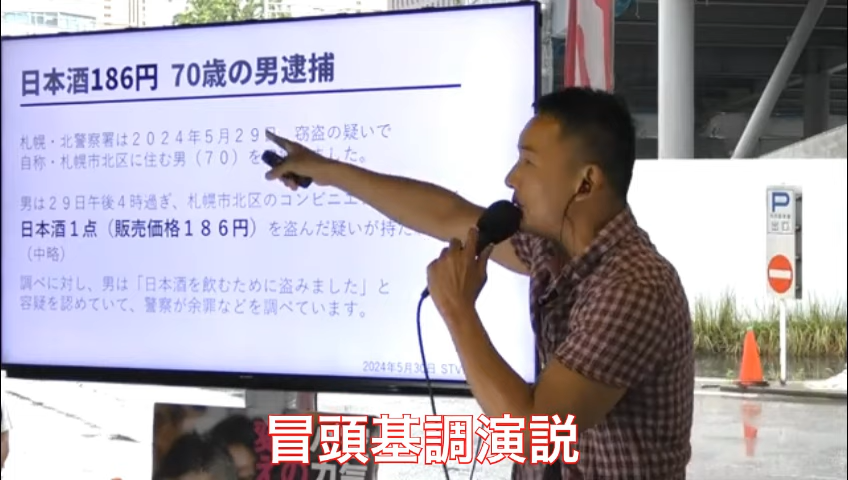 日本酒186円 70歳の男逮捕
札幌・北警察署は２０２４年５月２９日、窃盗の疑いで
自称・札幌市北区に住む男（７０）を
ました。
男は２９日午後４時過ぎ、札幌市北区のコンビニエ
日本酒１点（販売価格１８６円）を盗んだ疑いが持た
（中略）
調べに対し、男は「日本酒を飲むために盗みました」と
容疑を認めていて、警察が余罪などを調べています。
2024年5月30日 STV
P
出口
冒頭基調演説